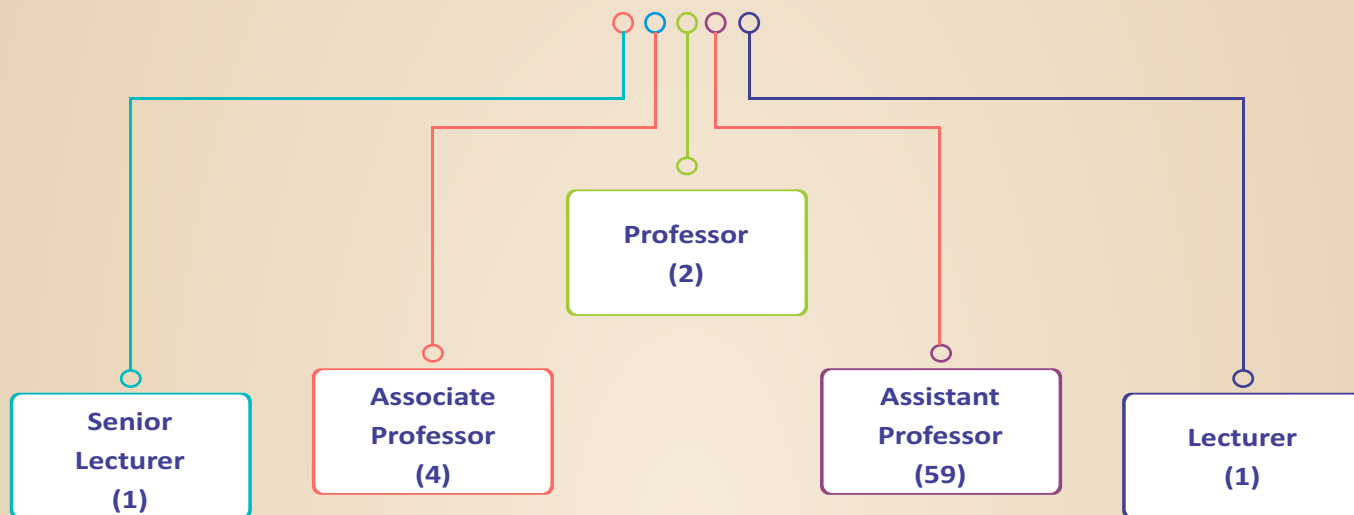 Professor
(2)
Senior
Lecturer
(1)
Associate
Professor
(4)
Assistant
Professor
(59)
Lecturer
(1)